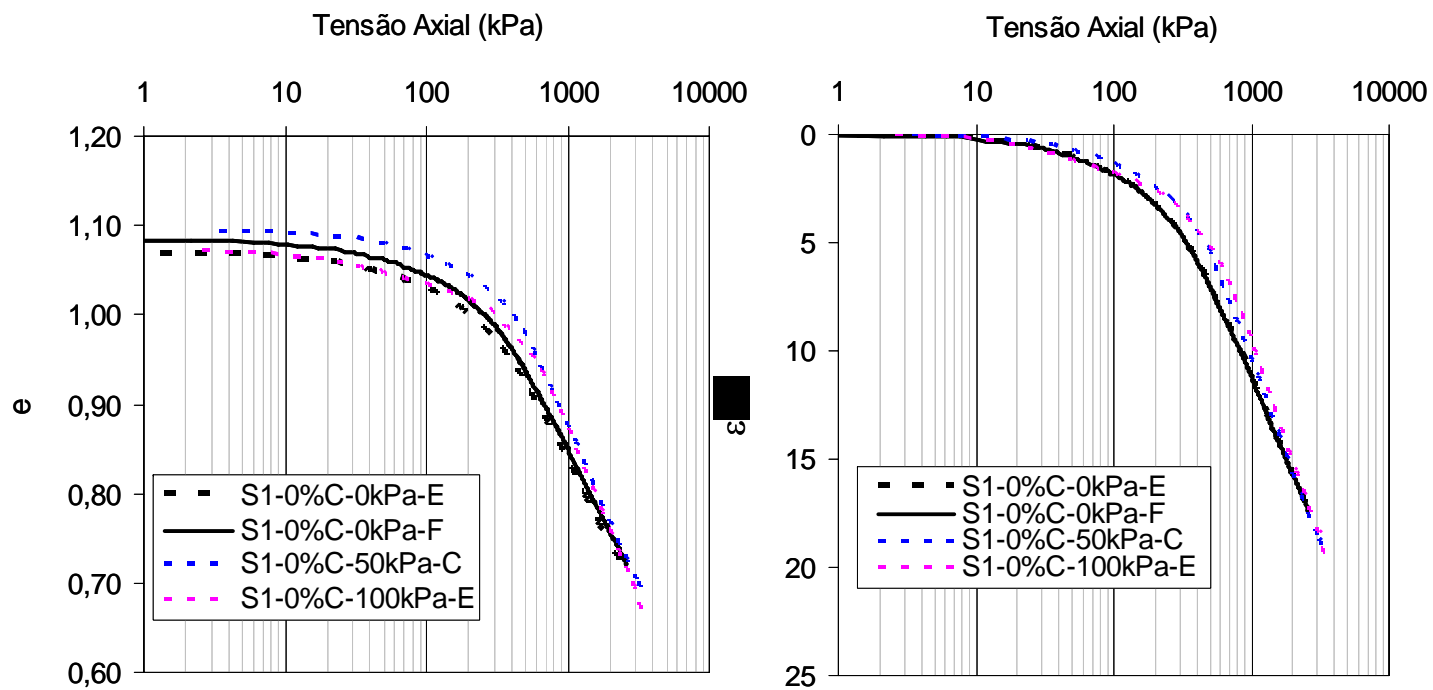 Tensão Axial (kPa)
1 10 100 1000 10000
1,20
1,10
1,00
0,90
0,80
0,70
0,60
e
S1-0%C-0kPa-E
S1-0%C-0kPa-F
S1-0%C-50kPa-C
S1-0%C-100kPa-E
Tensão Axial (kPa)
1 10 100 1000 10000
0
5
10
15
20
25
ε
S1-0%C-0kPa-E
S1-0%C-0kPa-F
S1-0%C-50kPa-C
S1-0%C-100kPa-E